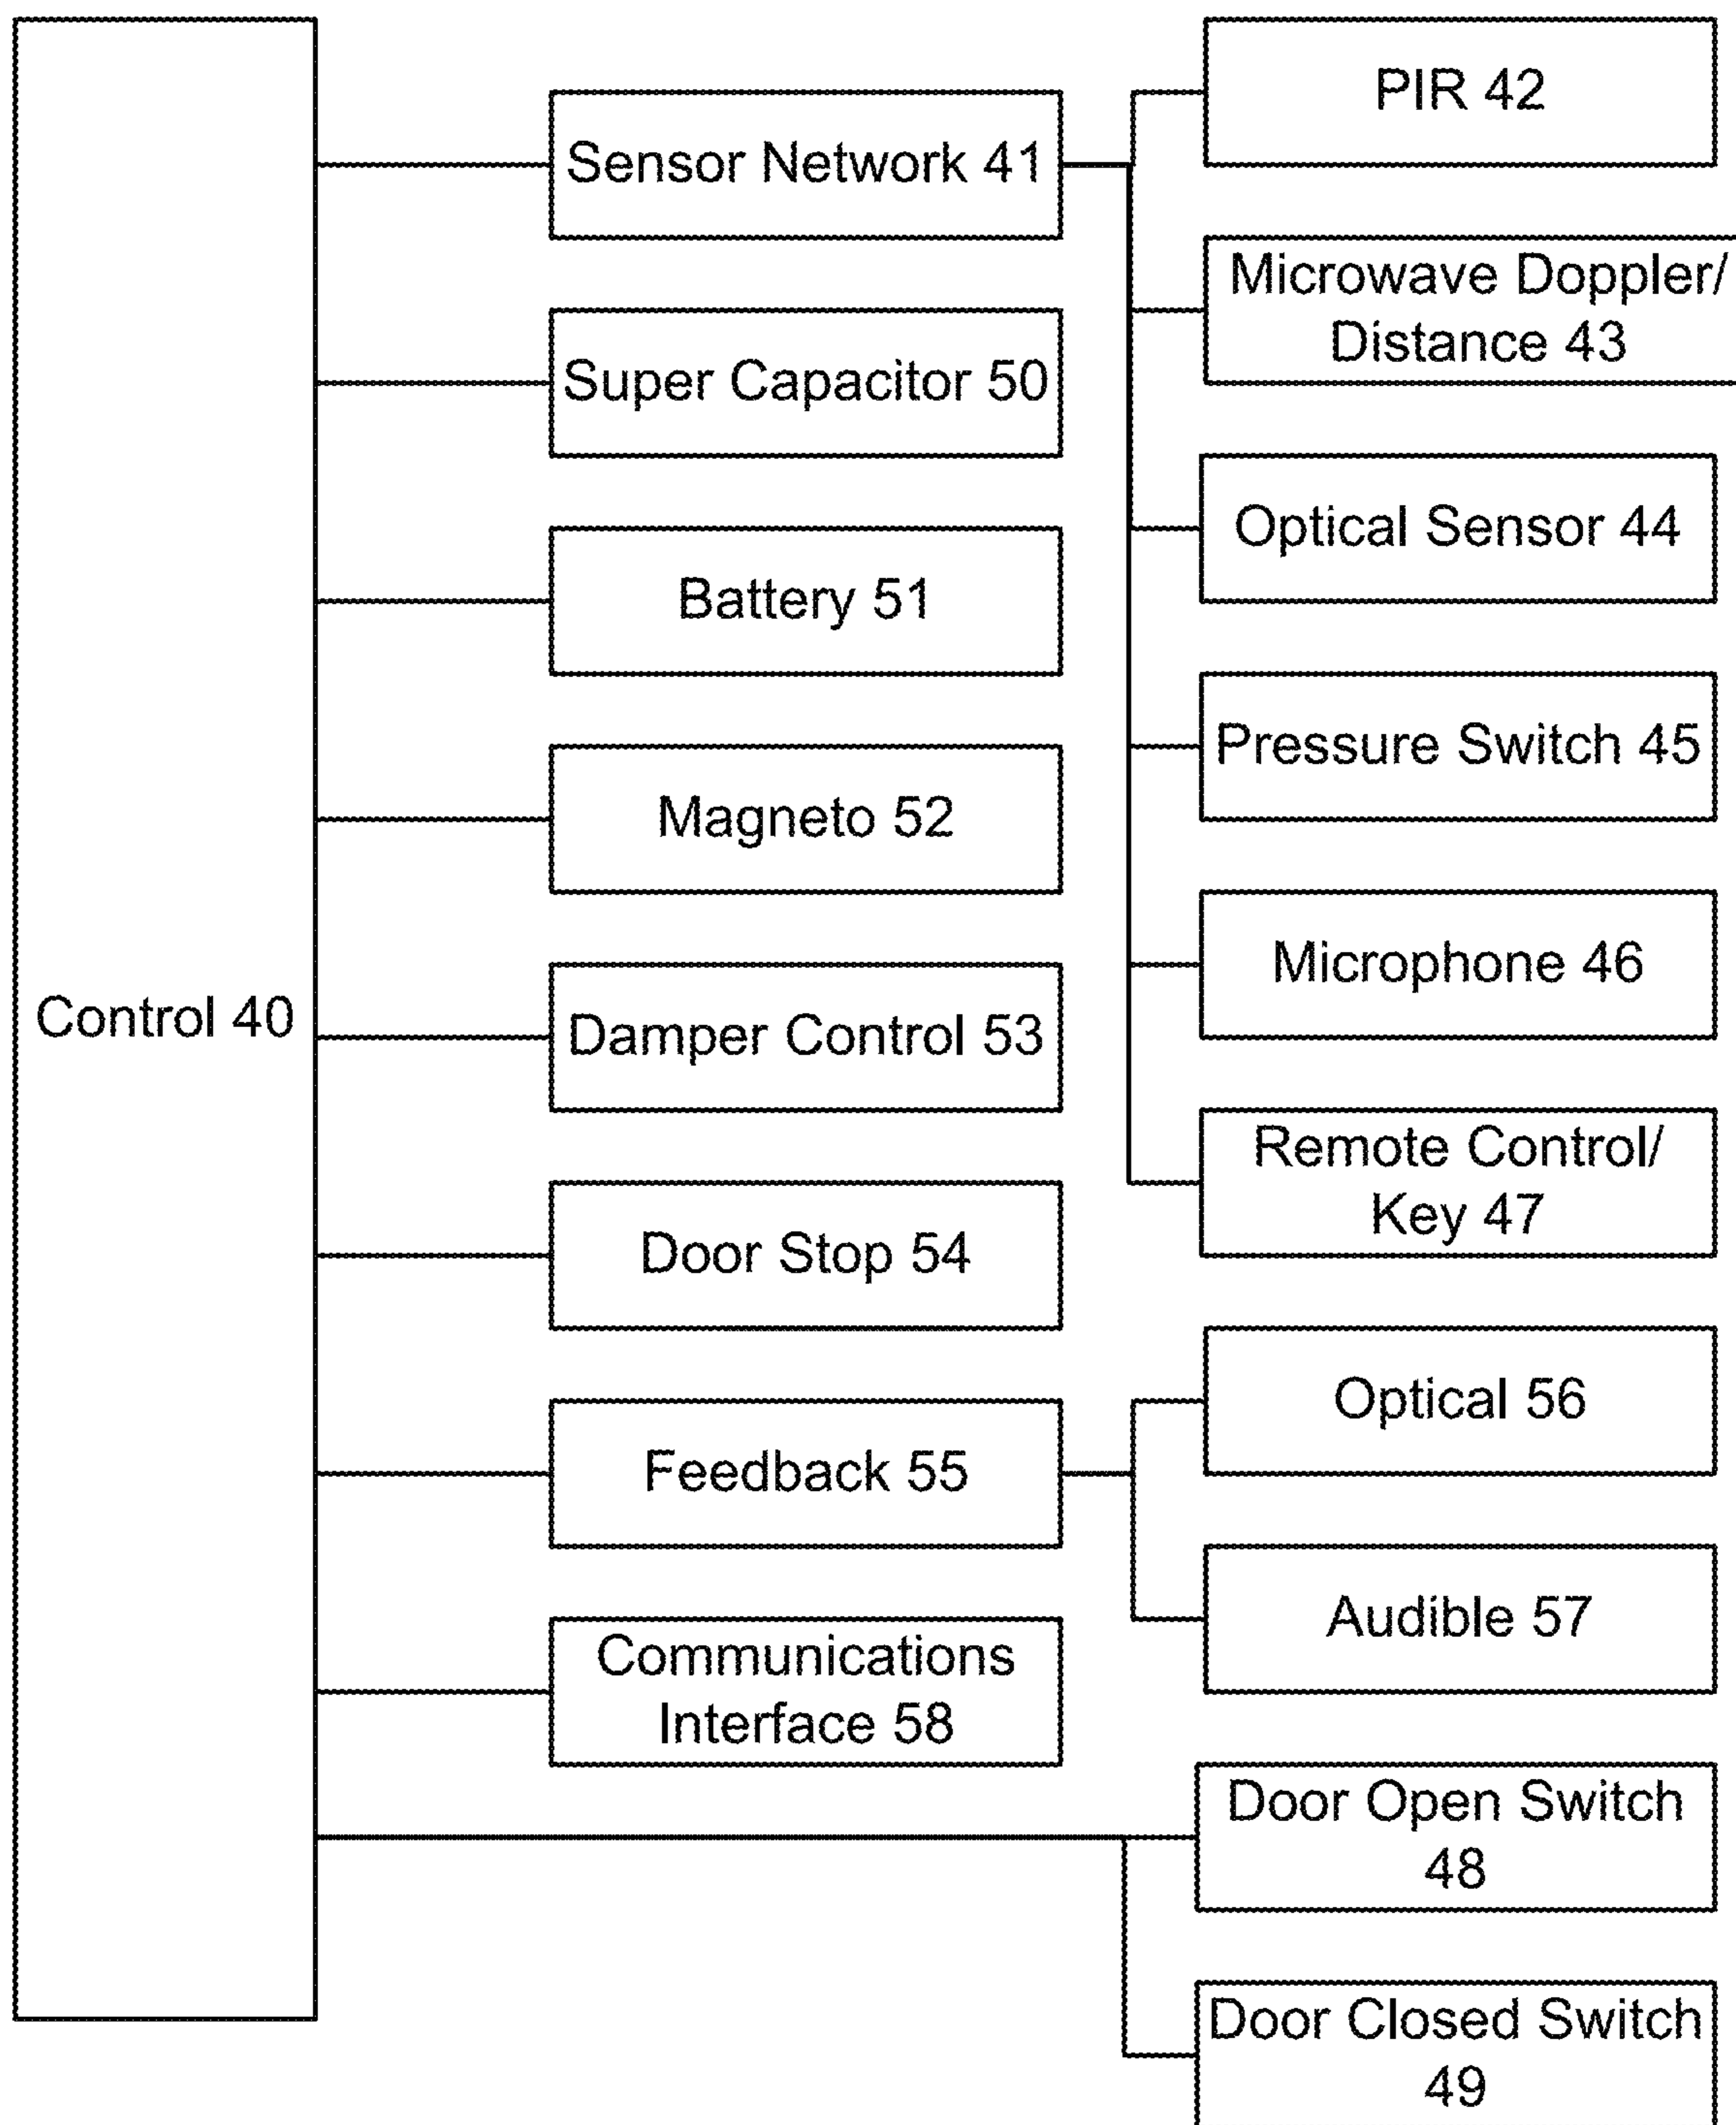 Control 40
Sensor Network 41
Super Capacitor 50
Battery 51
Magneto 52
Damper Control 53
Door Stop 54
Feedback 55
Communications
Interface 58
PIR 42
Microwave Doppler/
Distance 43
Optical Sensor 44
Pressure Switch 45
Microphone 46
Remote Control/
Key 47
Optical 56
Audible 57
Door Open Switch
48
Door Closed Switch
49